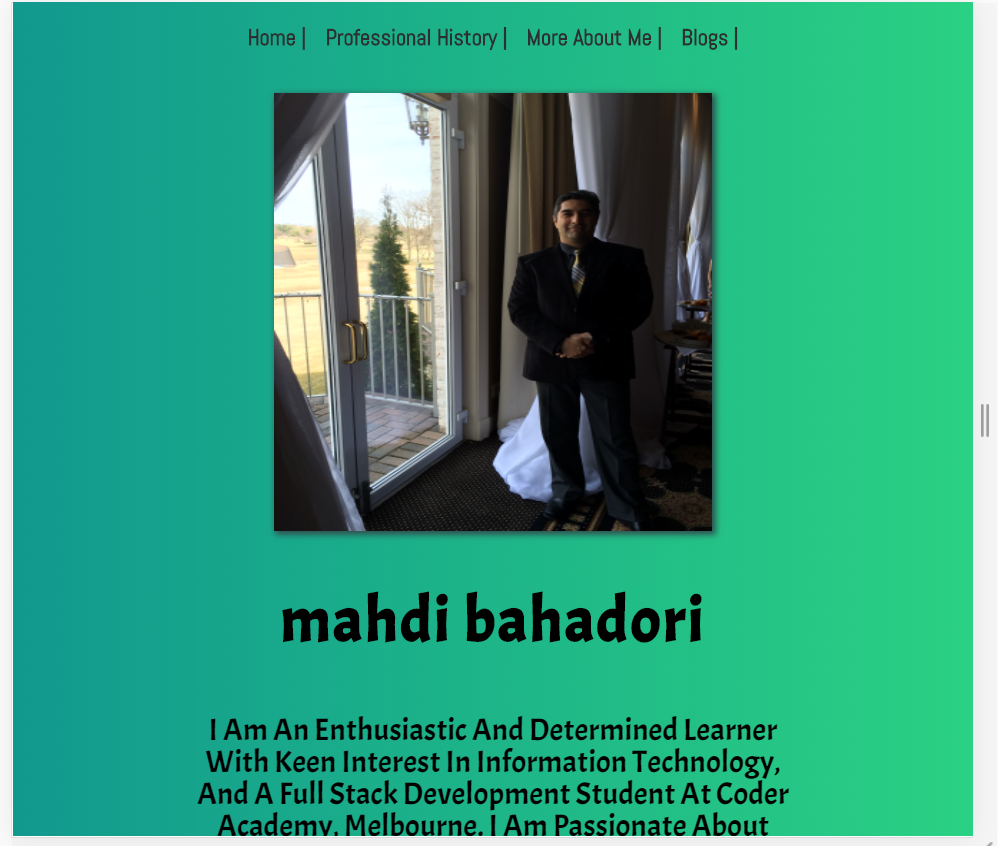 Home | Professional History | More About Me | Blogs |
mahdi bahadori
I Am An Enthusiastic And Determined Learner
With Keen Interest In Information Technology,
And A Full Stack Development Student At Coder
Academy, Melbourne. I Am Passionate About